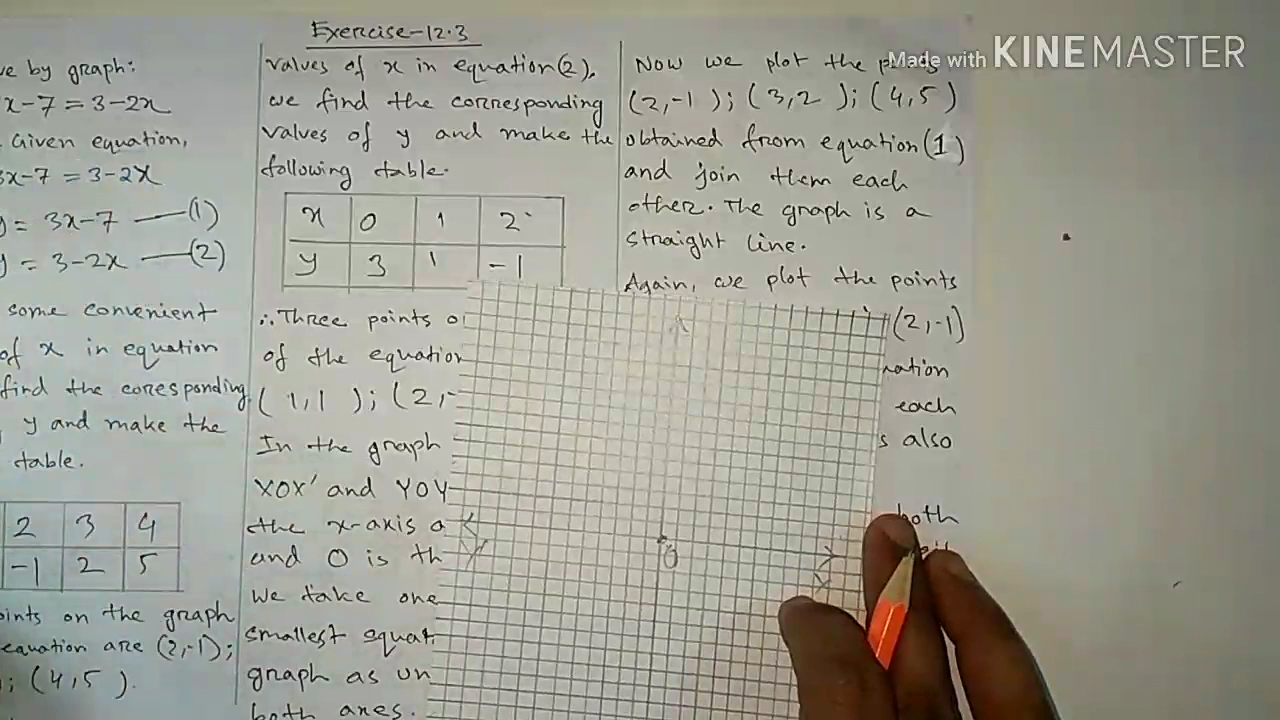 Exercise-12.3
ve by graph:
x-7=3-2x
Given equation,
3x-7=3-2x
y= 3x-7 —(1)
y= 3-2x —(2)
some convenient
of x in equation
find the coresponding
y and make the
table.
2 3 4
-1 2 5
oints on the graph
equation are (2,-1);
; (4,5).
values of x in equation(2).
we find the corresponding
values of y and make the
following table.
x 0 1 2
y 3 1 -1
∴Three points o
of the equation
(1,1); (2,-
In the graph
XOX' and YOY
the x-axis a
and O is th
we take one
smallest equar
graph as un
both axes.
Now we plot the points
(2,-1); (3,2); (4,5)
obtained from equation(1)
and join them each
other. The graph is a
straight line.
Again, we plot the points
(2,-1)
uation
each
s also
both
O
X
Made with KINEMASTER